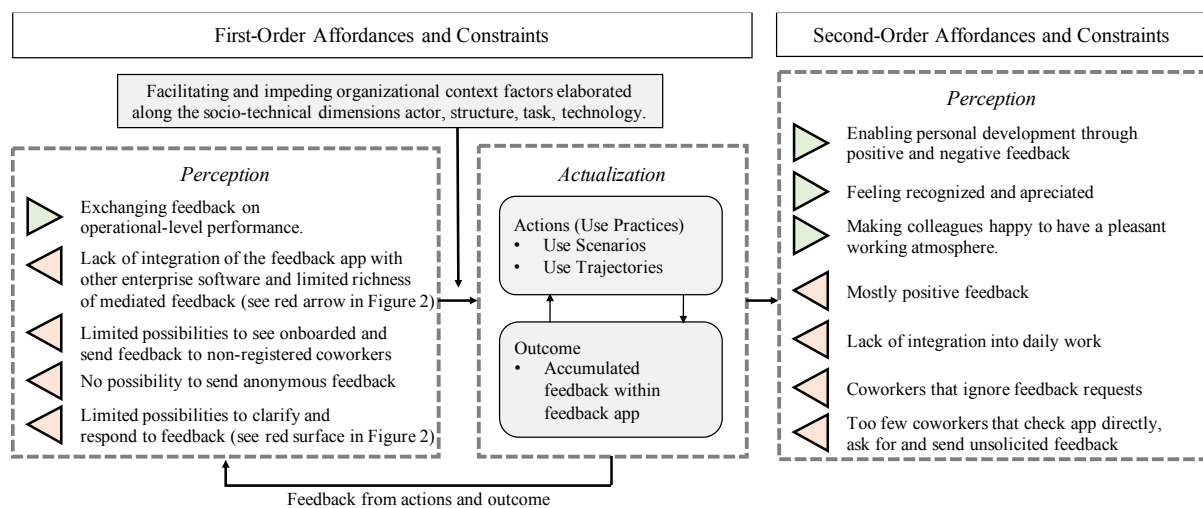 First-Order Affordances and Constraints
Second-Order Affordances and Constraints
Facilitating and impeding organizational context factors elaborated
along the socio-technical dimensions actor, structure, task, technology.
Perception
Exchanging feedback on
operational-level performance.
Lack of integration of the feedback app with
other enterprise software and limited richness
of mediated feedback (see red arrow in Figure 2)
Limited possibilities to see onboarded and
send feedback to non-registered coworkers
No possibility to send anonymous feedback
Limited possibilities to clarify and
respond to feedback (see red surface in Figure 2)
Actualization
Actions (Use Practices)
• Use Scenarios
• Use Trajectories
Outcome
• Accumulated
feedback within
feedback app
Feedback from actions and outcome
Perception
Enabling personal development through
positive and negative feedback
Feeling recognized and apreciated
Making colleagues happy to have a pleasant
working atmosphere.
Mostly positive feedback
Lack of integration into daily work
Coworkers that ignore feedback requests
Too few coworkers that check app directly,
ask for and send unsolicited feedback